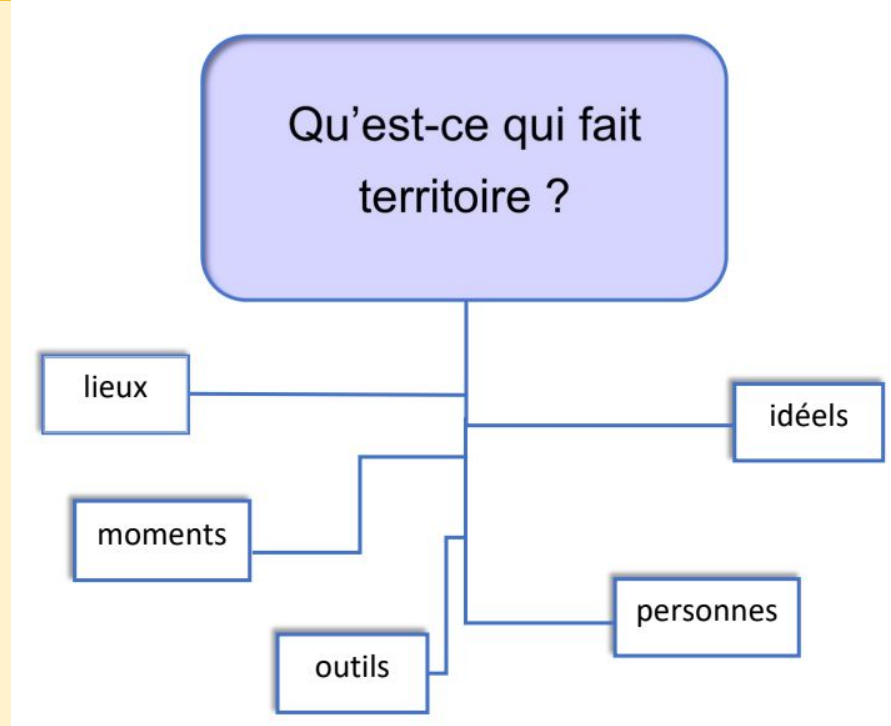 Qu'est-ce qui fait
territoire ?
lieux
idéels
moments
personnes
outils